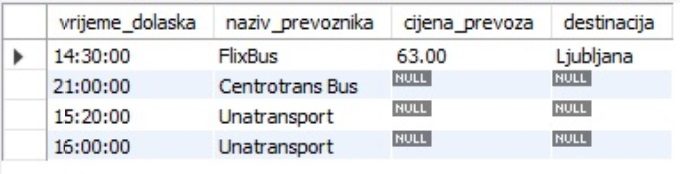 vrijeme_dolaska naziv_prevoznika cijena_prevoza destinacija
14:30:00 FlixBus 63.00 Ljubljana
21:00:00 Centrotrans Bus NULL NULL
15:20:00 Unatransport NULL NULL
16:00:00 Unatransport NULL NULL